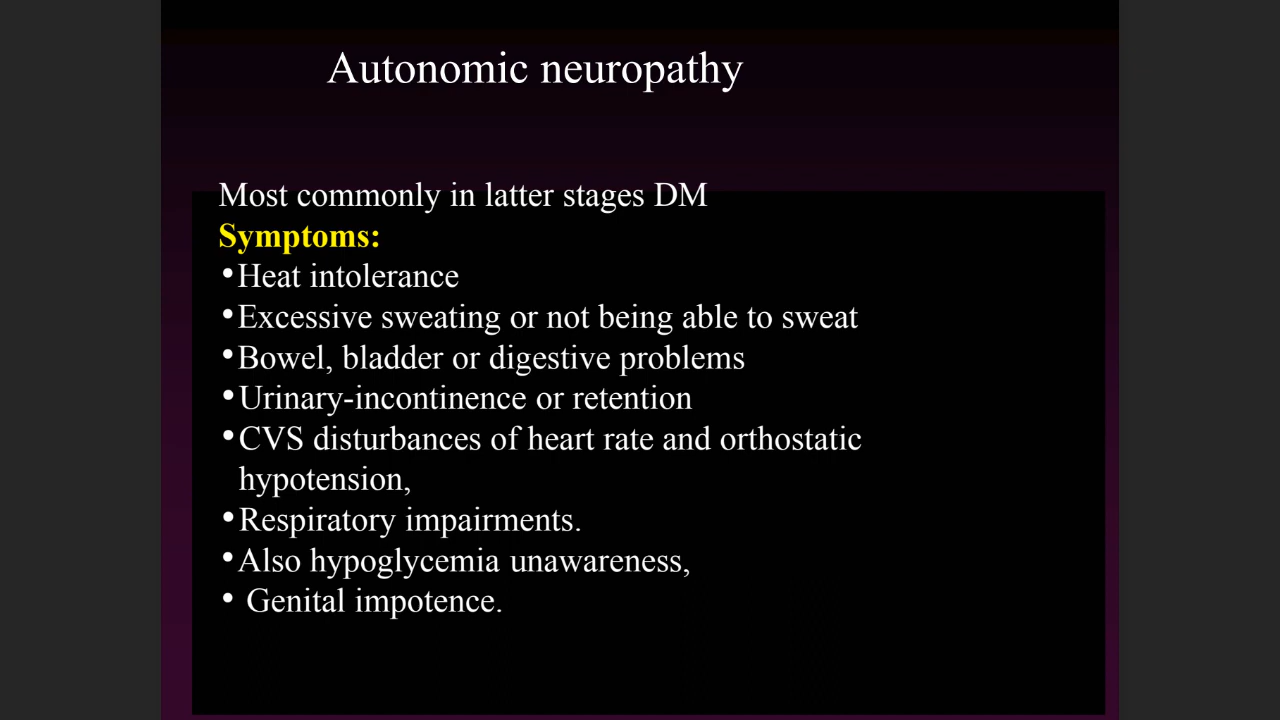 Autonomic neuropathy
Most commonly in latter stages DM
Symptoms:
•Heat intolerance
•Excessive sweating or not being able to sweat
•Bowel, bladder or digestive problems
•Urinary-incontinence or retention
•CVS disturbances of heart rate and orthostatic
hypotension,
•Respiratory impairments.
•Also hypoglycemia unawareness,
• Genital impotence.